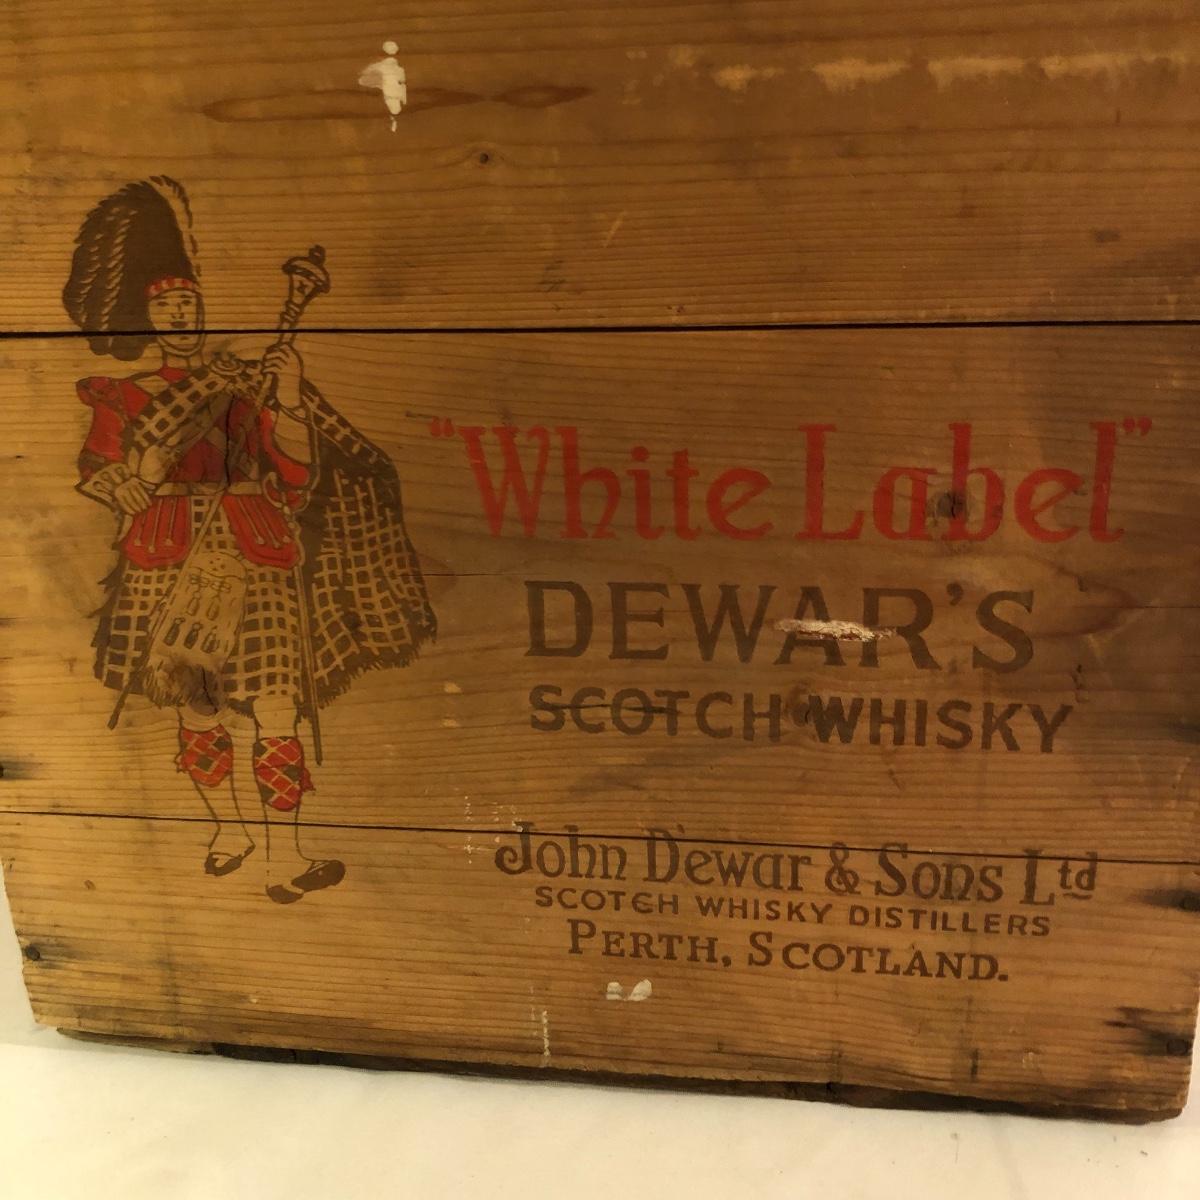 "White Label"
DEWAR'S
SCOTCH WHISKY
John Dewar & Sons Ltd
SCOTCH WHISKY DISTILLERS
PERTH, SCOTLAND.